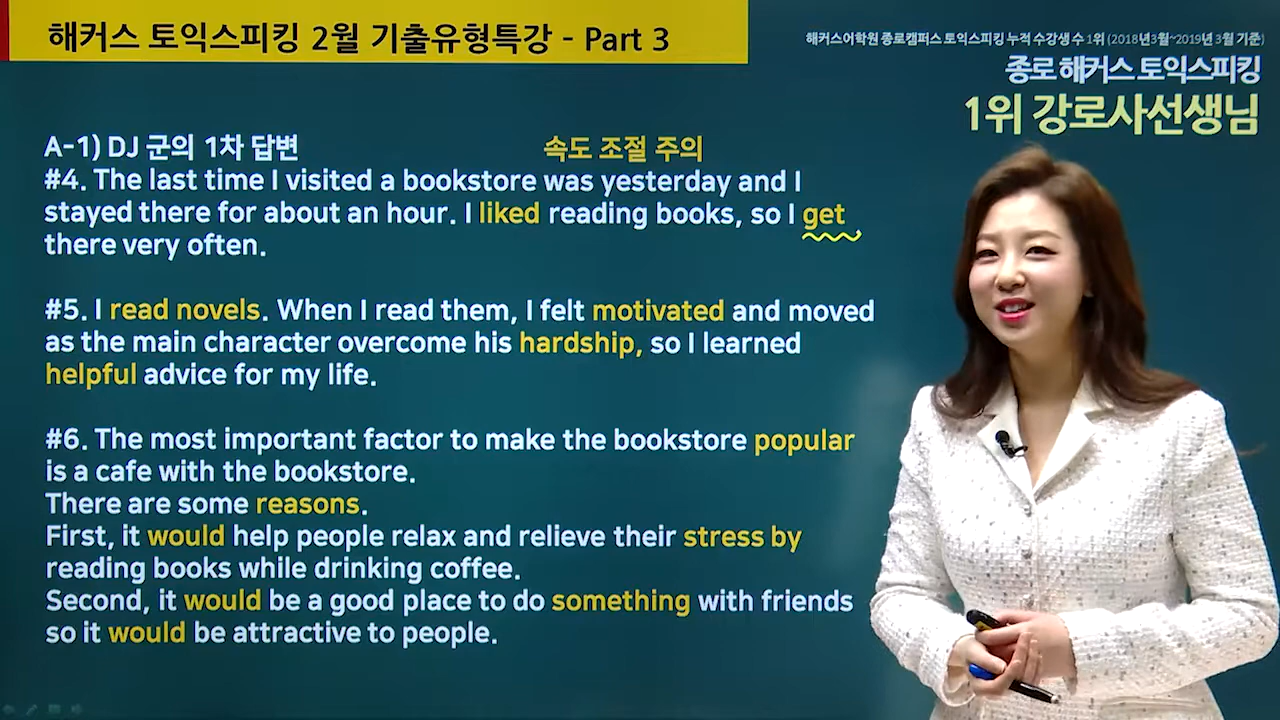 해커스 토익스피킹 2월 기출유형특강 - Part 3
해커스어학원 종로캠퍼스 토익스피킹 누적 수강생 수 1위 (2018년3월~2019년 3월 기준)
종로 해커스 토익스피킹
1위 강로사선생님
A-1) DJ 군의 1차 답변
속도 조절 주의
#4. The last time I visited a bookstore was yesterday and I
stayed there for about an hour. I liked reading books, so I get
there very often.
#5. I read novels. When I read them, I felt motivated and moved
as the main character overcome his hardship, so I learned
helpful advice for my life.
#6. The most important factor to make the bookstore popular
is a cafe with the bookstore.
There are some reasons.
First, it would help people relax and relieve their stress by
reading books while drinking coffee.
Second, it would be a good place to do something with friends
so it would be attractive to people.